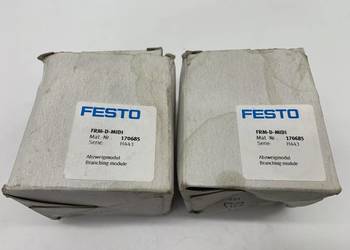 FESTO
FRM-D-MIDI
Mat.-Nr. 170685
Serie: H443
Abzweigmodul
Branching module
FESTO
FRM-D-MIDI
Mat.-Nr. 170685
Serie: H443
Abzweigmodul
Branching module